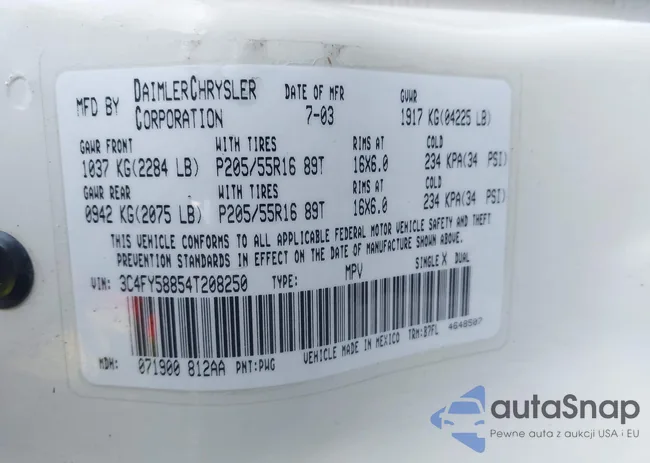 MFD BY DAIMLERCHRYSLER CORPORATION DATE OF MFR 7-03 GVWR 1917 KG(04225 LB)
GAWR FRONT WITH TIRES RIMS AT COLD
1037 KG(2284 LB) P205/55R16 89T 16X6.0 234 KPA(34 PSI)
GAWR REAR WITH TIRES RIMS AT COLD
0942 KG(2075 LB) P205/55R16 89T 16X6.0 234 KPA(34 PSI)
THIS VEHICLE CONFORMS TO ALL APPLICABLE FEDERAL MOTOR VEHICLE SAFETY AND THEFT
PREVENTION STANDARDS IN EFFECT ON THE DATE OF MANUFACTURE SHOWN ABOVE.
VIN: 3C4FY58854T208250 TYPE: MPV SINGLE X DUAL
MDH: 071900 812AA PNT:PWG VEHICLE MADE IN MEXICO TRM:B7FL 4648507
autaSnap
Pewne auta z aukcji USA i EU